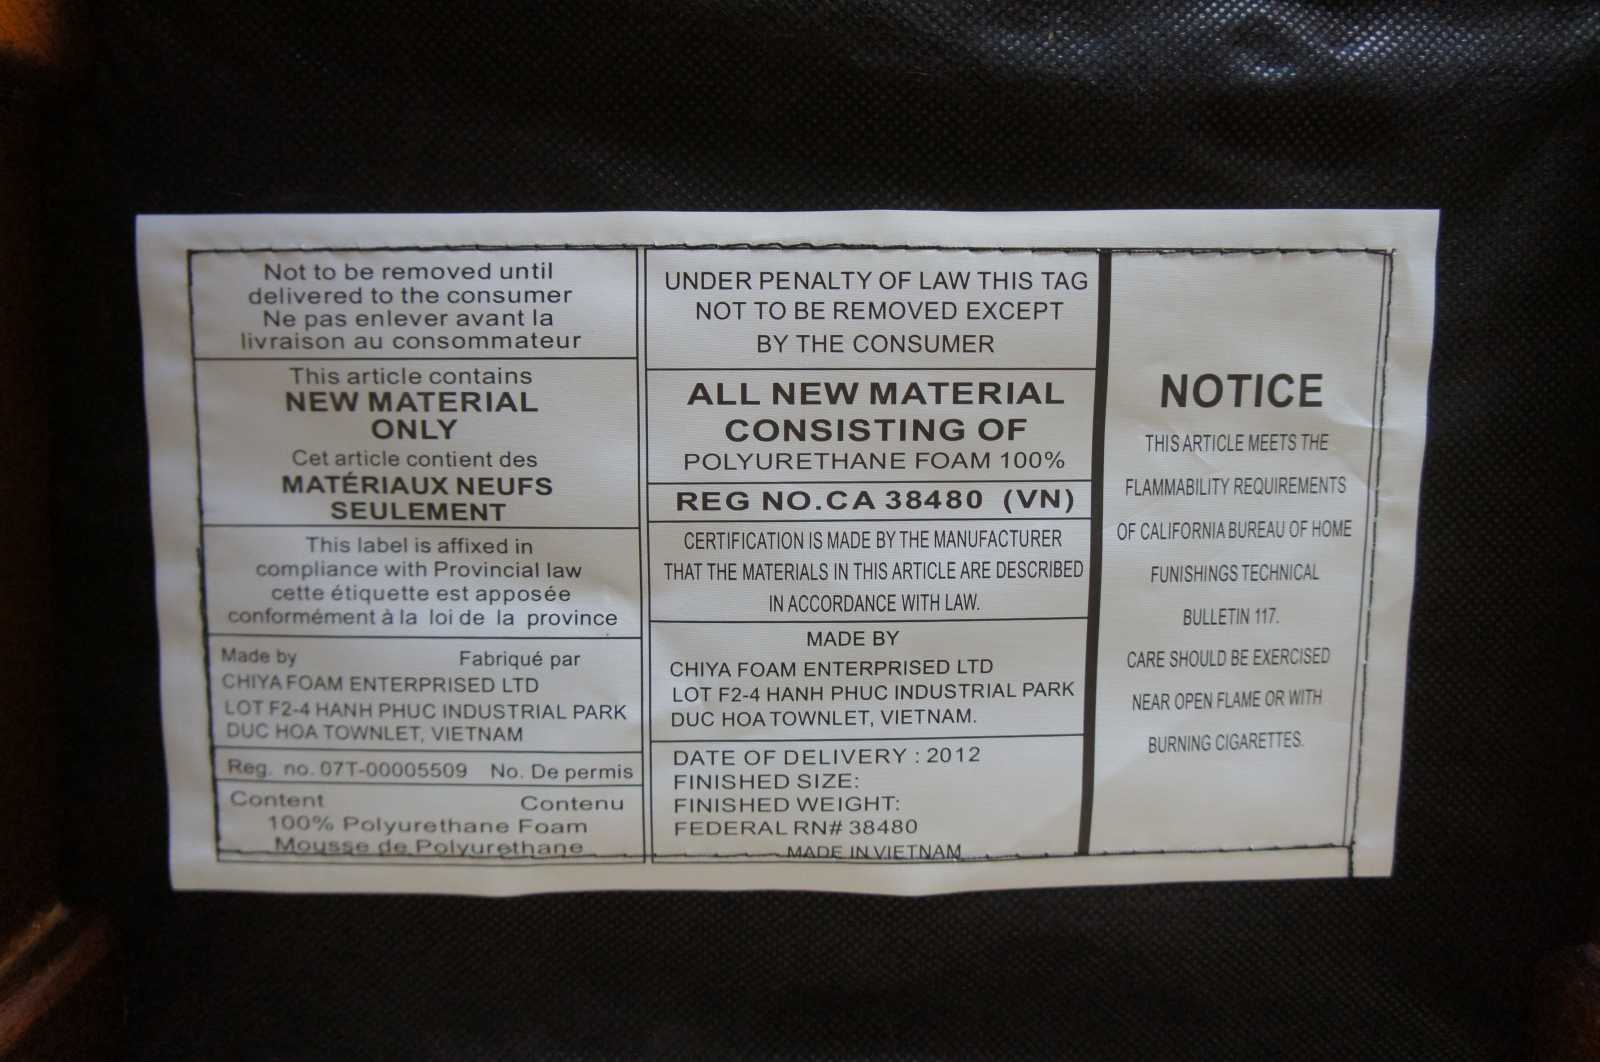 Not to be removed until
delivered to the consumer
Ne pas enlever avant la
livraison au consommateur
This article contains
NEW MATERIAL
ONLY
Cet article contient des
MATÉRIAUX NEUFS
SEULEMENT
This label is affixed in
compliance with Provincial law
cette étiquette est apposée
conformément à la loi de la province
Made by Fabriqué par
CHIYA FOAM ENTERPRISED LTD
LOT F2-4 HANH PHUC INDUSTRIAL PARK
DUC HOA TOWNLET, VIETNAM
Reg. no. 07T-00005509 No. De permis
Content Contenu
100% Polyurethane Foam
Mousse de Polyurethane
UNDER PENALTY OF LAW THIS TAG
NOT TO BE REMOVED EXCEPT
BY THE CONSUMER
ALL NEW MATERIAL
CONSISTING OF
POLYURETHANE FOAM 100%
REG NO.CA 38480 (VN)
CERTIFICATION IS MADE BY THE MANUFACTURER
THAT THE MATERIALS IN THIS ARTICLE ARE DESCRIBED
IN ACCORDANCE WITH LAW.
MADE BY
CHIYA FOAM ENTERPRISED LTD
LOT F2-4 HANH PHUC INDUSTRIAL PARK
DUC HOA TOWNLET, VIETNAM.
DATE OF DELIVERY : 2012
FINISHED SIZE:
FINISHED WEIGHT:
FEDERAL RN# 38480
MADE IN VIETNAM
NOTICE
THIS ARTICLE MEETS THE
FLAMMABILITY REQUIREMENTS
OF CALIFORNIA BUREAU OF HOME
FUNISHINGS TECHNICAL
BULLETIN 117.
CARE SHOULD BE EXERCISED
NEAR OPEN FLAME OR WITH
BURNING CIGARETTES.